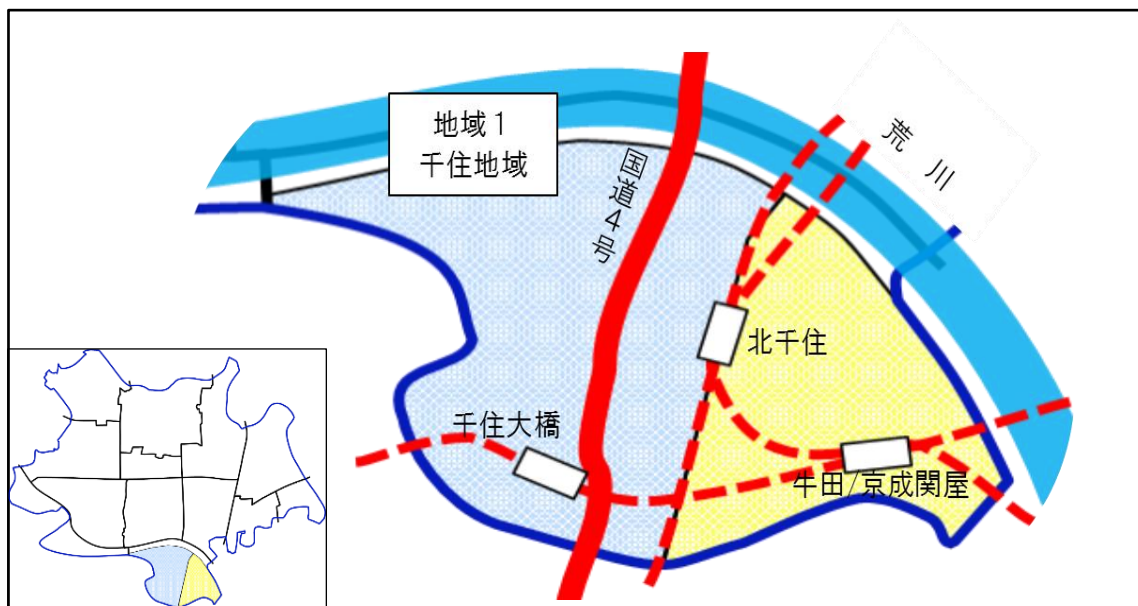 地域１
千住地域
国道４号
荒川
北千住
千住大橋
牛田/京成関屋